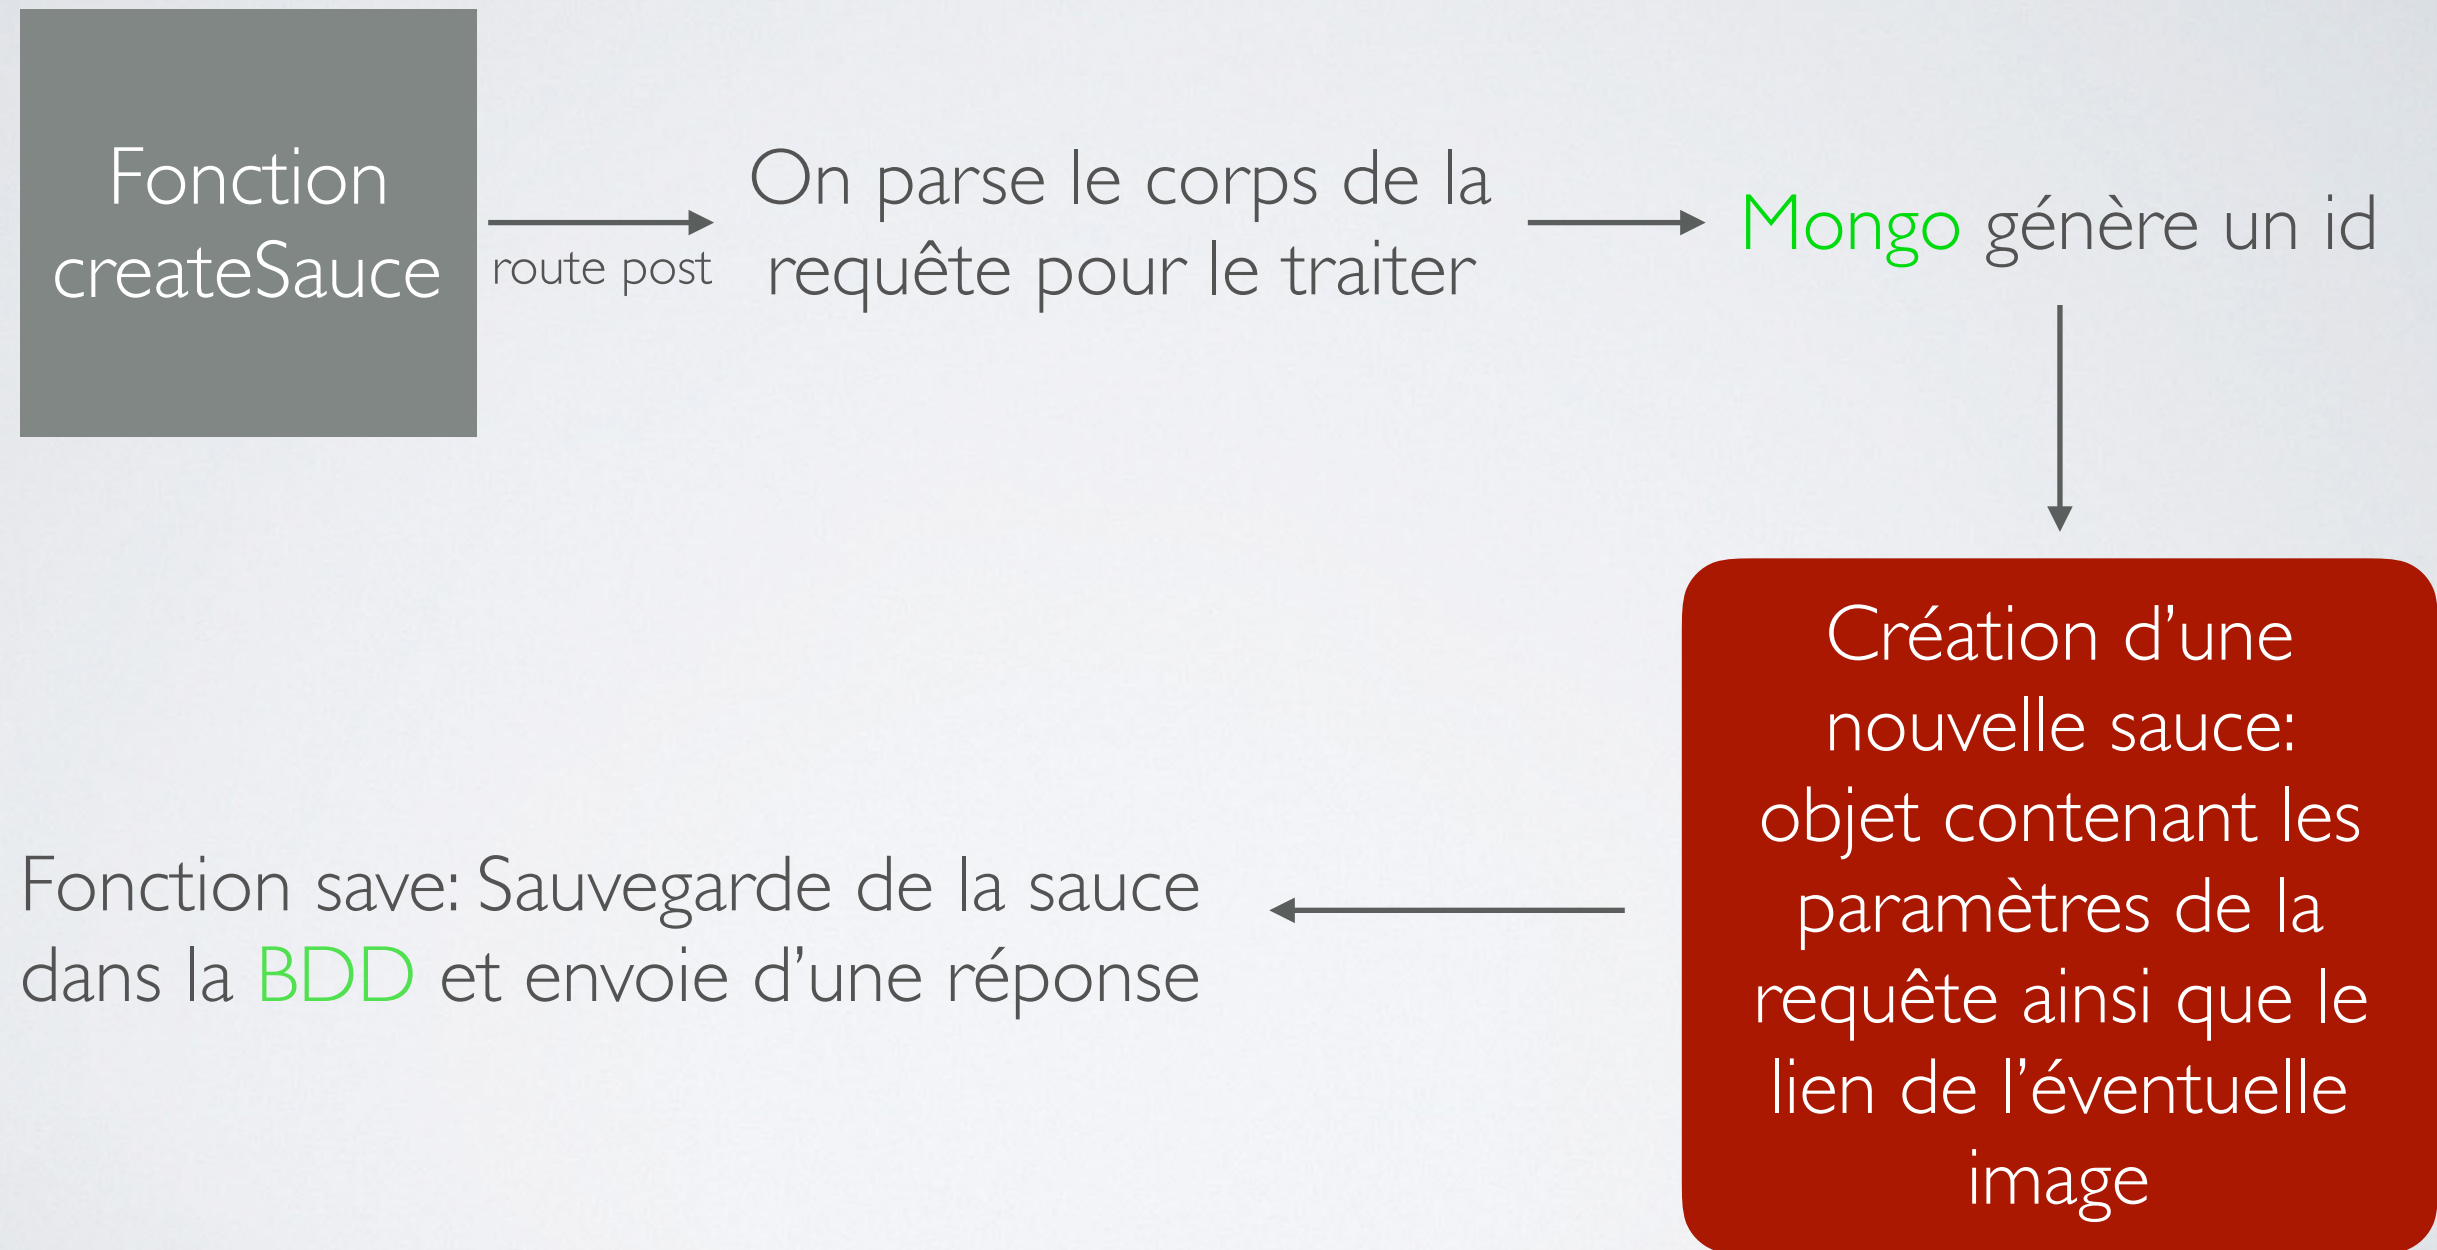 Fonction
createSauce
route post
On parse le corps de la
requête pour le traiter
Mongo génère un id
Création d’une
nouvelle sauce:
objet contenant les
paramètres de la
requête ainsi que le
lien de l’éventuelle
image
Fonction save: Sauvegarde de la sauce
dans la BDD et envoie d’une réponse